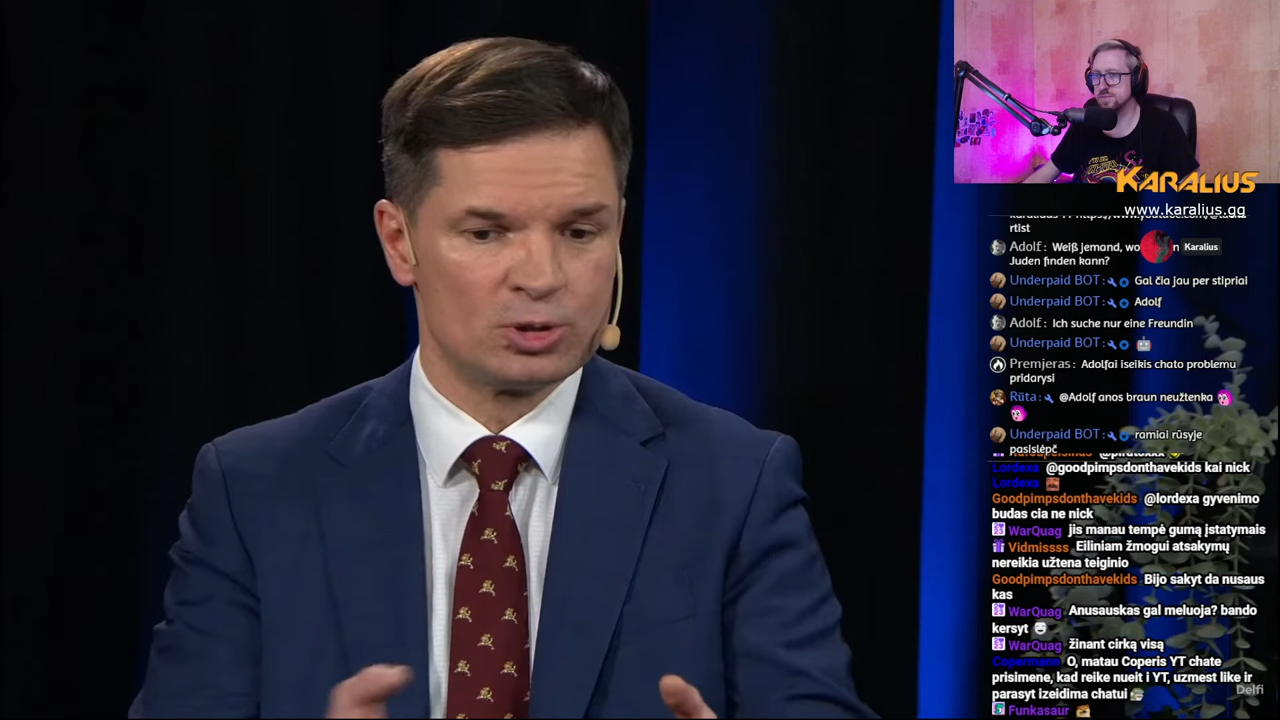 KARALIUS
www.karalius.gg
rtist
Adolf: Weiß jemand, wo n
Karalius
Juden finden kann?
Underpaid BOT: Gal čia jau per stipriai
Underpaid BOT: Adolf
Adolf: Ich suche nur eine Freundin
Underpaid BOT:
Premjeras: Adolfai iseikis chato problemu
pridarysi
Rūta: @Adolf anos braun neužtenka
Underpaid BOT: ramiai rūsyje
pasislėpč
Lordexa @goodpimpsdonthavekids kai nick
Lordexa
Goodpimpsdonthavekids @lordexa gyvenimo
budas cia ne nick
WarQuag jis manau tempė gumą įstatymais
Vidmissss Eiliniam žmogui atsakymų
nereikia užtena teiginio
Goodpimpsdonthavekids Bijo sakyt da nusaus
kas
WarQuag Anusauskas gal meluoja? bando
kersyt
WarQuag žinant cirką visą
Copermann O, matau Coperis YT chate
prisimene, kad reike nueit i YT, uzmest like ir
parasyt izeidima chatui
Delfi
Funkasaur